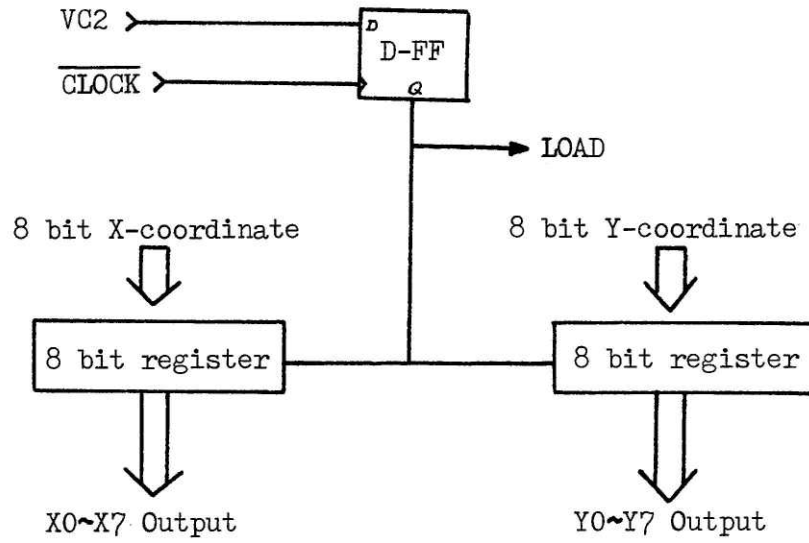 VC2
D
D-FF
CLOCK
Q
LOAD
8 bit X-coordinate
8 bit Y-coordinate
8 bit register
8 bit register
X0~X7 Output
Y0~Y7 Output